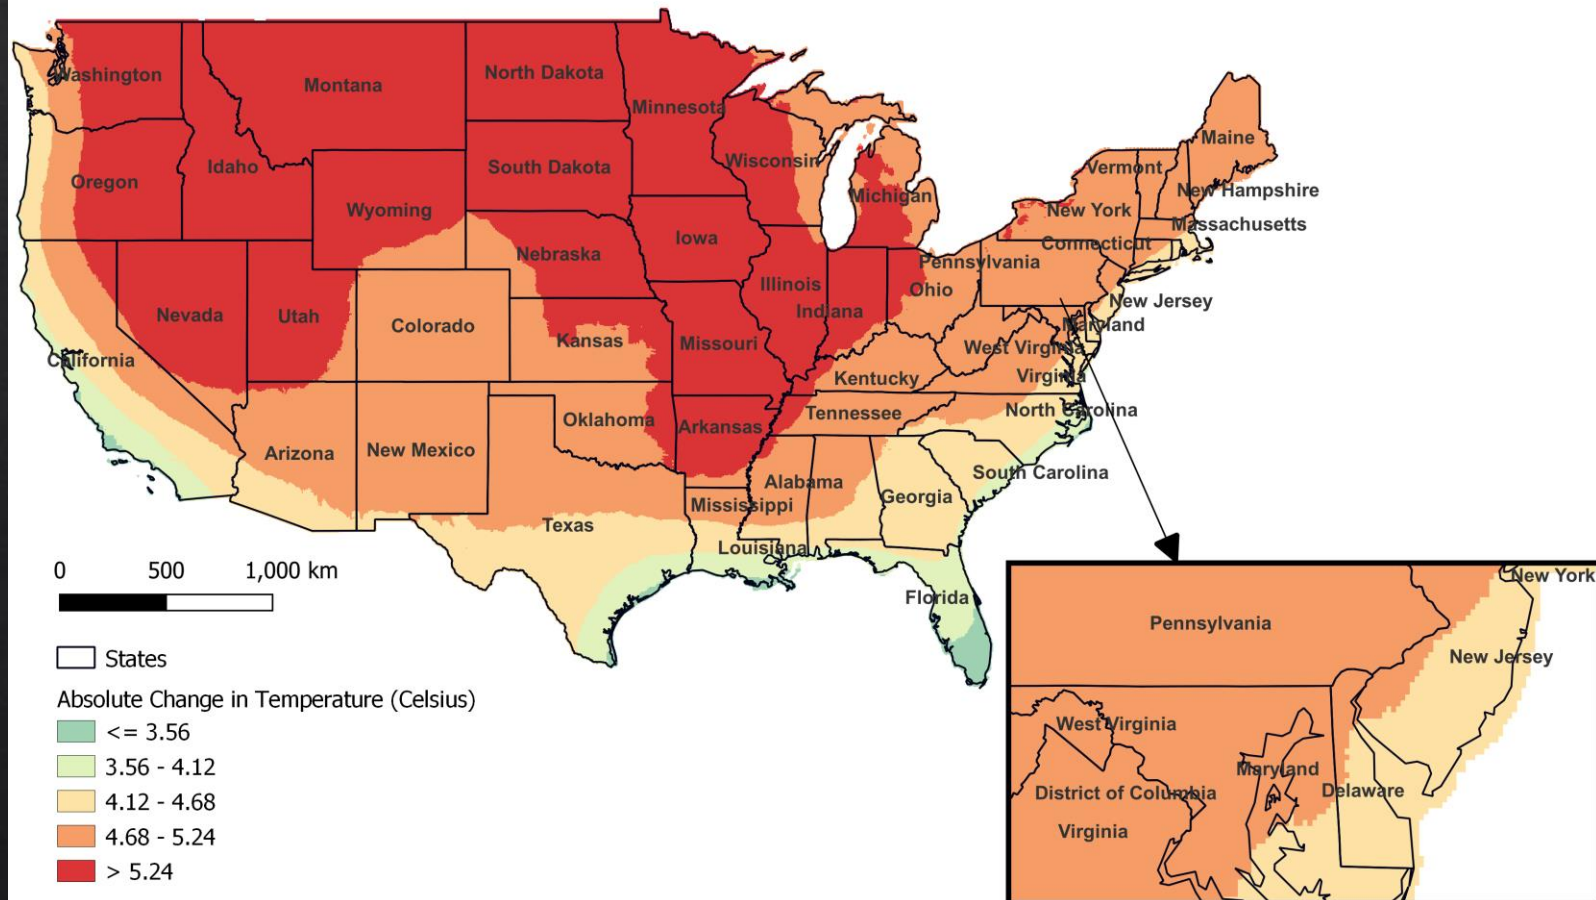 Washington
Montana
North Dakota
Minnesota
Maine
Wisconsin
Vermont
Idaho
South Dakota
Oregon
New Hampshire
Michigan
Wyoming
New York
Massachusetts
Iowa
Connecticut
Nebraska
Pennsylvania
Illinois
Ohio
New Jersey
Indiana
Nevada
Utah
Colorado
Maryland
Kansas
Missouri
West Virginia
California
Kentucky
Virginia
Tennessee
North Carolina
Oklahoma
Arkansas
Arizona
New Mexico
South Carolina
Alabama
Georgia
Mississippi
Texas
Louisiana
Florida
0 500 1,000 km
States
Absolute Change in Temperature (Celsius)
<= 3.56
3.56 - 4.12
4.12 - 4.68
4.68 - 5.24
> 5.24
New York
Pennsylvania
New Jersey
West Virginia
Maryland
Delaware
District of Columbia
Virginia